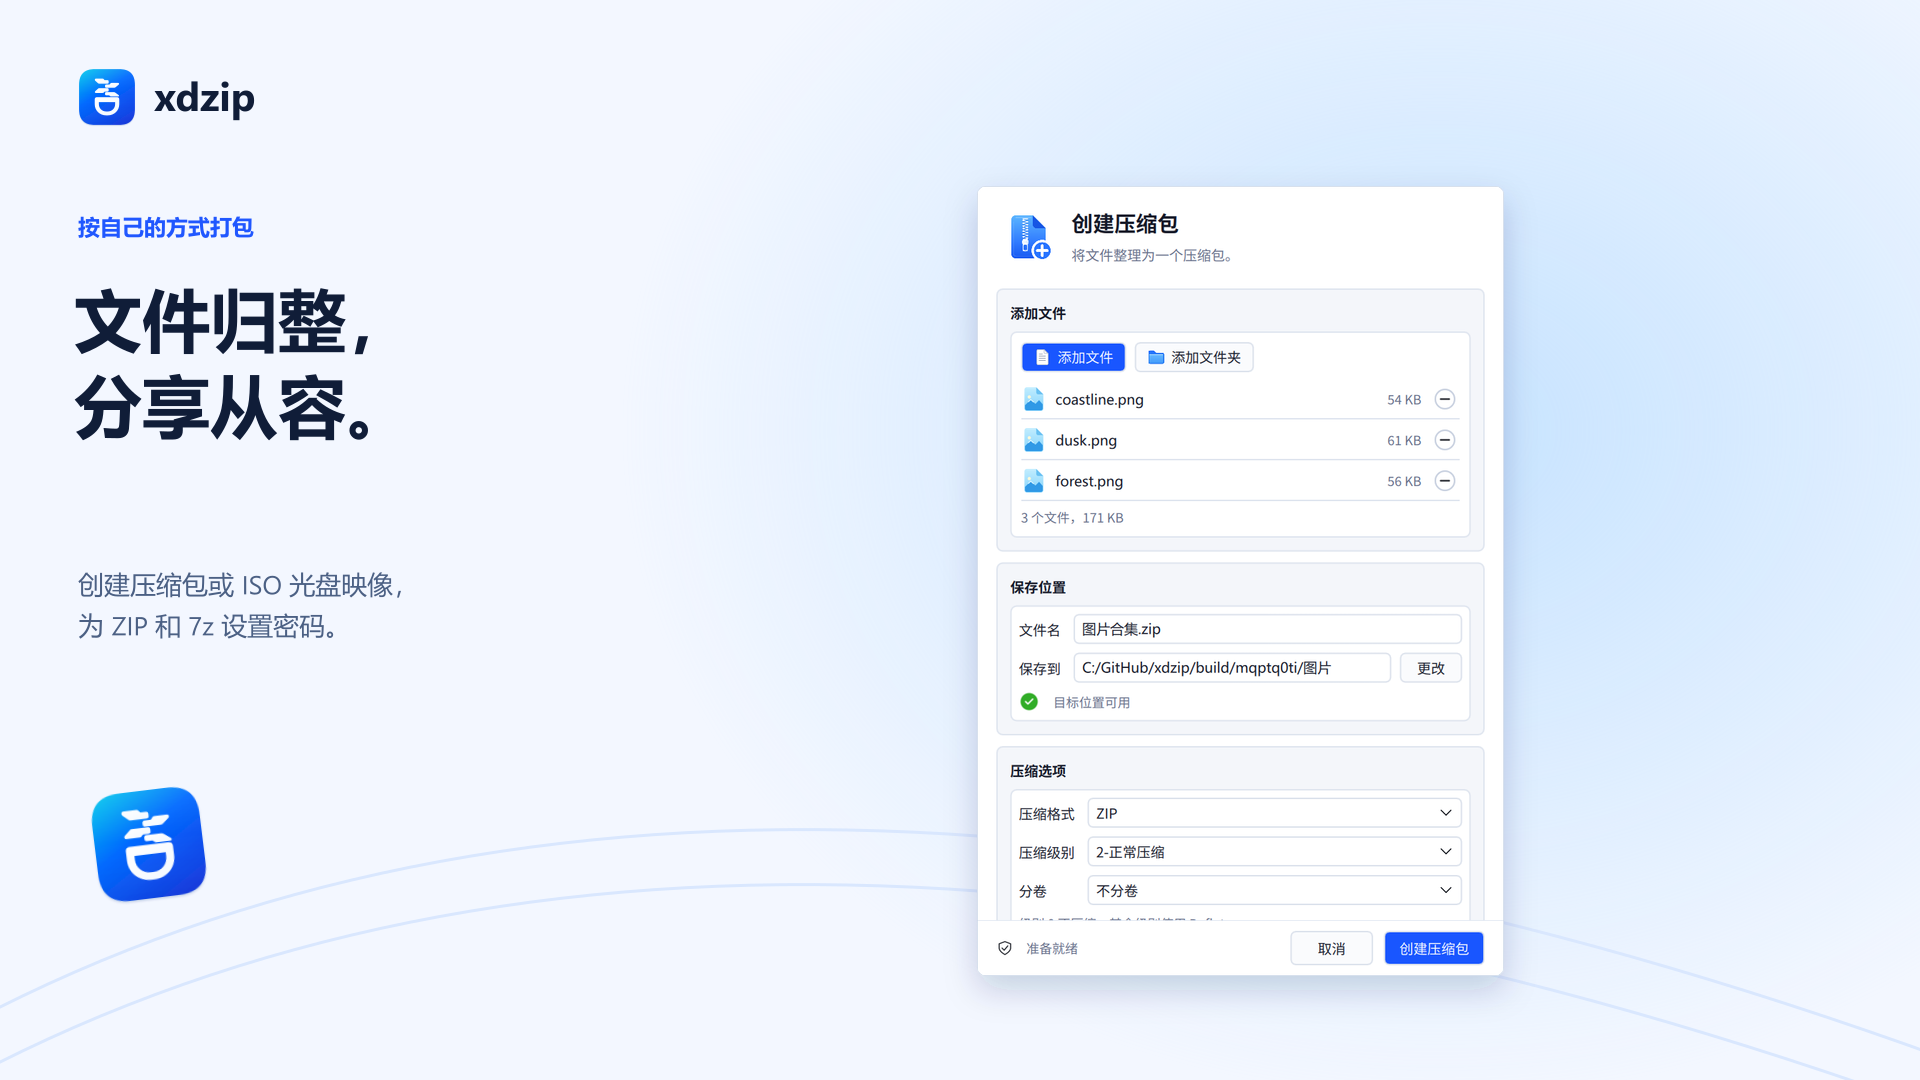 xdzip
按自己的方式打包
文件归整，
分享从容。
创建压缩包或 ISO 光盘映像，
为 ZIP 和 7z 设置密码。
创建压缩包
将文件整理为一个压缩包。
添加文件
添加文件 添加文件夹
coastline.png 54 KB
dusk.png 61 KB
forest.png 56 KB
3 个文件，171 KB
保存位置
文件名 图片合集.zip
保存到 C:/GitHub/xdzip/build/mqptq0ti/图片 更改
目标位置可用
压缩选项
压缩格式 ZIP
压缩级别 2-正常压缩
分卷 不分卷
准备就绪 取消 创建压缩包